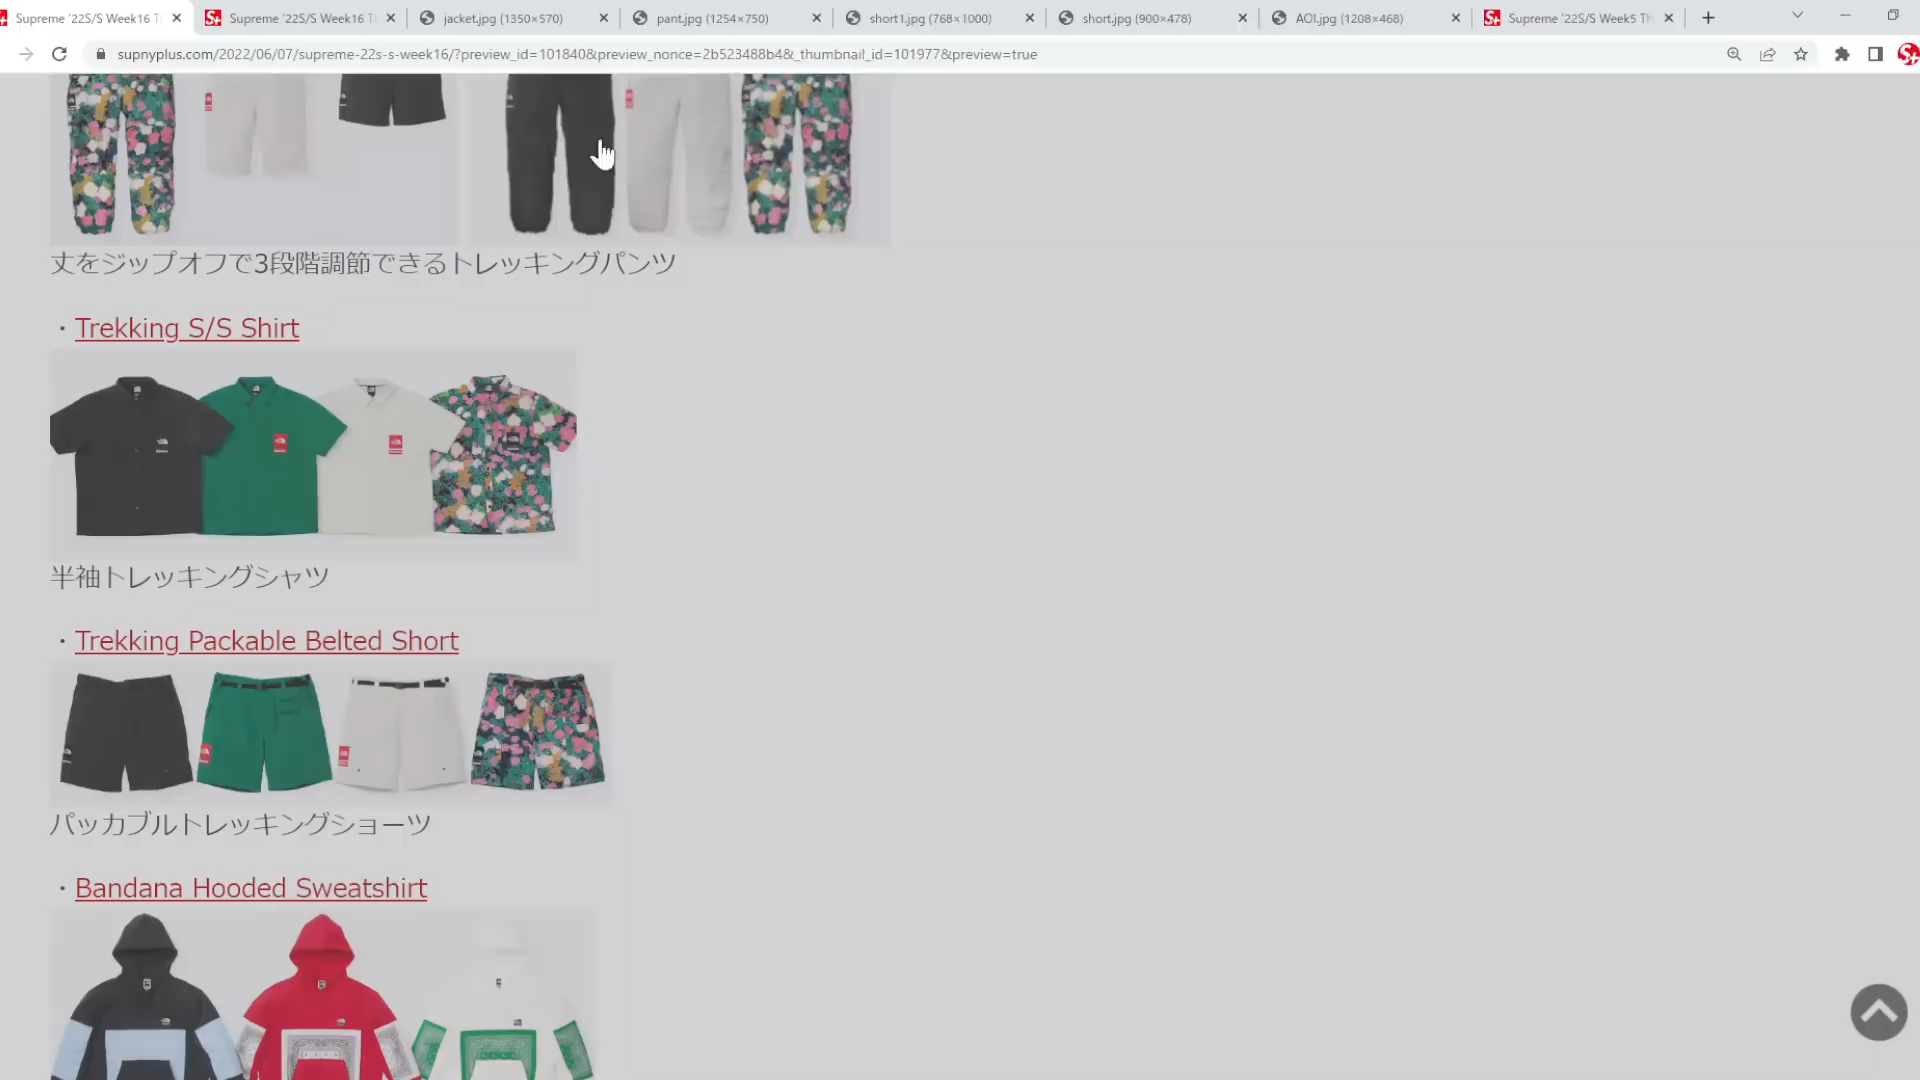 Supreme '22S/S Week16 T
Supreme '22S/S Week16 T
jacket.jpg (1350×570)
pant.jpg (1254×750)
short1.jpg (768×1000)
short.jpg (900×478)
AOI.jpg (1208×468)
Supreme '22S/S Week5 Th
supnyplus.com/2022/06/07/supreme-22s-s-week16/?preview_id=101840&preview_nonce=2b523488b4&_thumbnail_id=101977&preview=true
丈をジップオフで3段階調節できるトレッキングパンツ
・Trekking S/S Shirt
半袖トレッキングシャツ
・Trekking Packable Belted Short
パッカブルトレッキングショーツ
・Bandana Hooded Sweatshirt